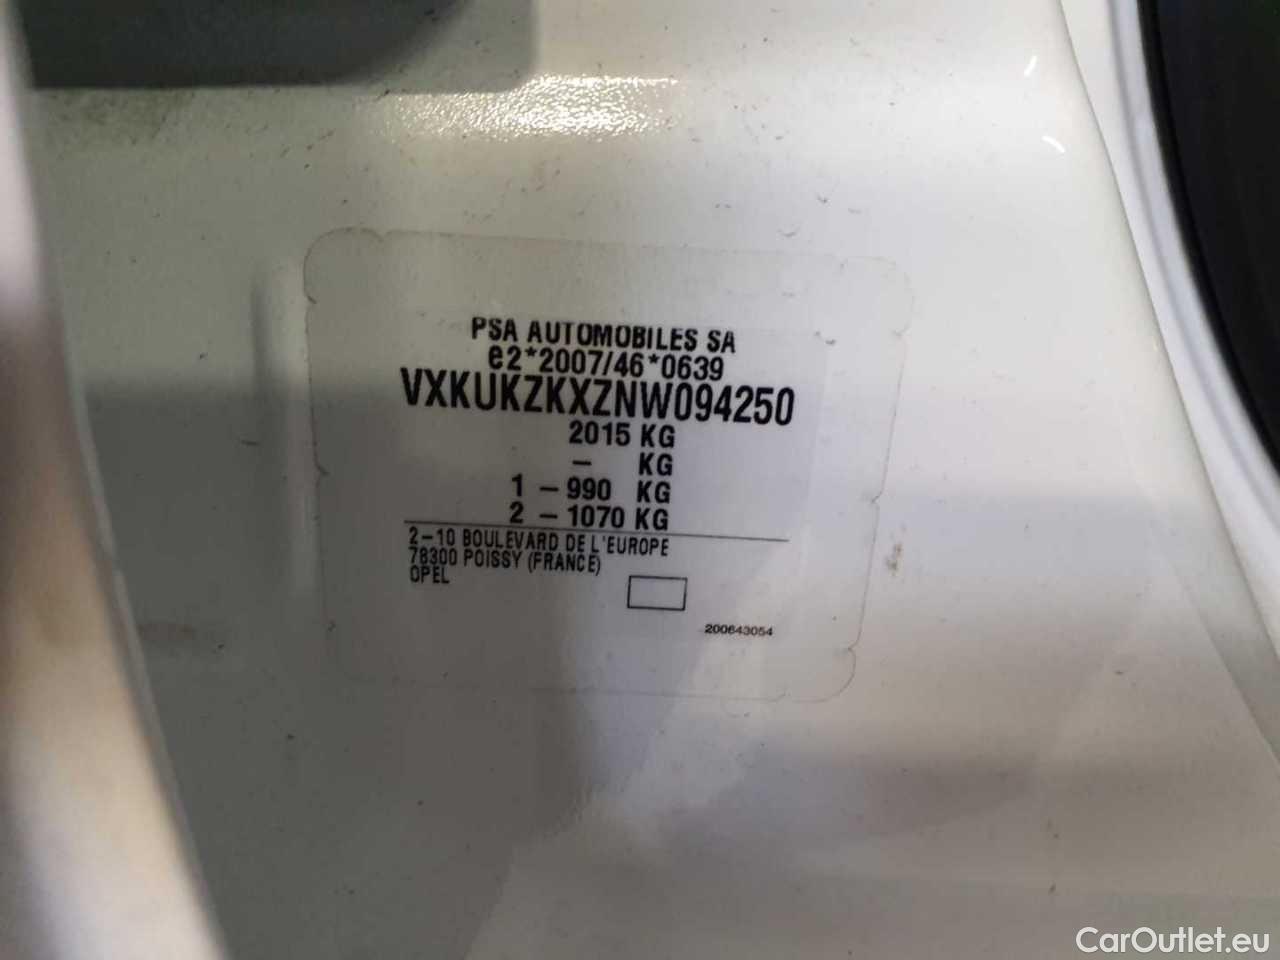 PSA AUTOMOBILES SA
e2*2007/46*0639
VXKUKZKXZNW094250
2015 KG
- KG
1 - 990 KG
2 - 1070 KG
2-10 BOULEVARD DE L'EUROPE
78300 POISSY (FRANCE)
OPEL
200643054
CarOutlet.eu